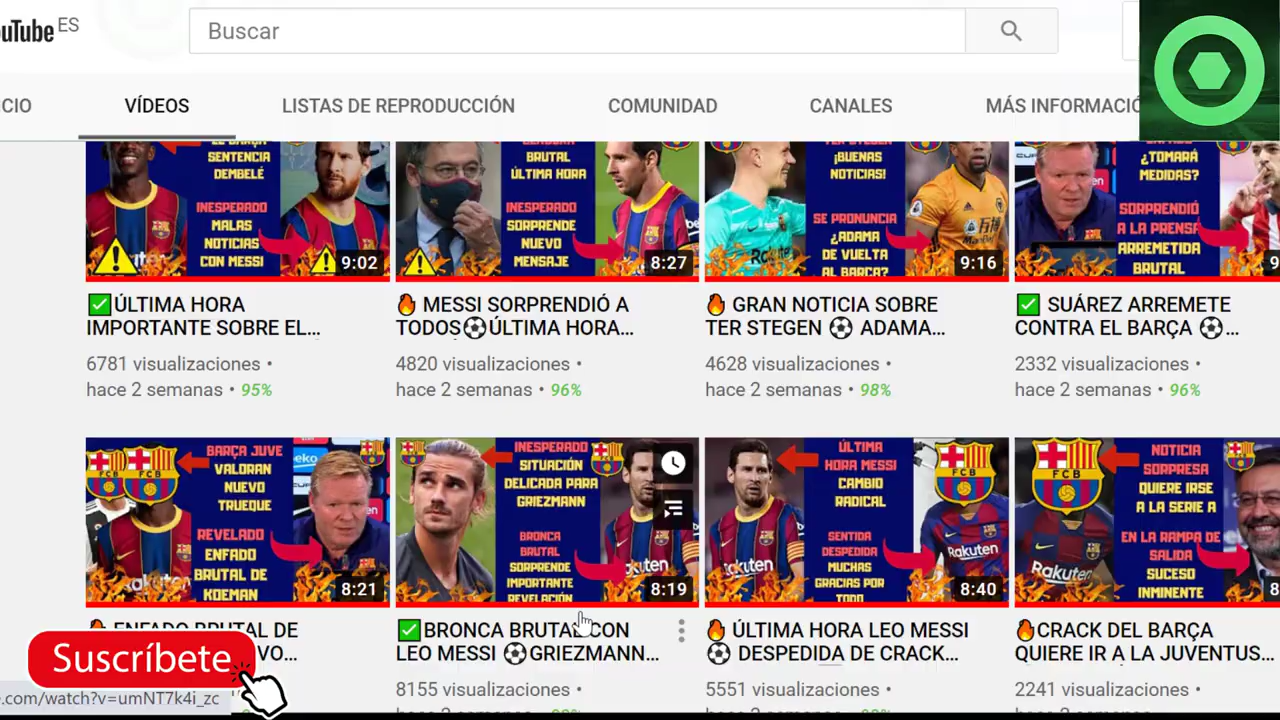 ouTube ES
Buscar
CIO
VÍDEOS
LISTAS DE REPRODUCCIÓN
COMUNIDAD
CANALES
MÁS INFORMACIÓ
SENTENCIA
DEMBELÉ
INESPERADO
MALAS
NOTICIAS
CON MESSI
9:02
BRUTAL
ÚLTIMA HORA
INESPERADO
SORPRENDE
NUEVO
MENSAJE
8:27
¡BUENOS
NOTICIAS!
SE PRONUNCIA
¿ADAMA
DE VUELTA
AL BARÇA?
9:16
¿TOMARÁ
MEDIDAS?
SORPRENDIÓ
A LA PRENSA
ARREMETIDA
BRUTAL
9
✅ÚLTIMA HORA
IMPORTANTE SOBRE EL...
6781 visualizaciones •
hace 2 semanas • 95%
🔥 MESSI SORPRENDIÓ A
TODOS⚽ÚLTIMA HORA...
4820 visualizaciones •
hace 2 semanas • 96%
🔥 GRAN NOTICIA SOBRE
TER STEGEN ⚽ ADAMA...
4628 visualizaciones •
hace 2 semanas • 98%
✅ SUÁREZ ARREMETE
CONTRA EL BARÇA ⚽...
2332 visualizaciones •
hace 2 semanas • 96%
BARÇA JUVE
VALORAN
NUEVO
TRUEQUE
REVELADO
ENFADO
BRUTAL DE
KOEMAN
8:21
INESPERADO
SITUACIÓN
DELICADA PARA
GRIEZMANN
BRONCA
BRUTAL
SORPRENDE
IMPORTANTE
REVELACIÓN
8:19
ÚLTIMA
HORA MESSI
CAMBIO
RADICAL
SENTIDA
DESPEDIDA
MUCHAS
GRACIAS POR
TODO
Rakuten
8:40
NOTICIA
SORPRESA
QUIERE IRSE
A LA SERIE A
EN LA RAMPA DE
SALIDA
SUCESO
INMINENTE
Rakuten
8
🔥 ENFADO BRUTAL DE
VO...
✅BRONCA BRUTAL CON
LEO MESSI ⚽GRIEZMANN...
8155 visualizaciones •
🔥 ÚLTIMA HORA LEO MESSI
⚽ DESPEDIDA DE CRACK...
5551 visualizaciones •
🔥CRACK DEL BARÇA
QUIERE IR A LA JUVENTUS...
2241 visualizaciones •
Suscríbete
e.com/watch?v=umNT7k4i_zc